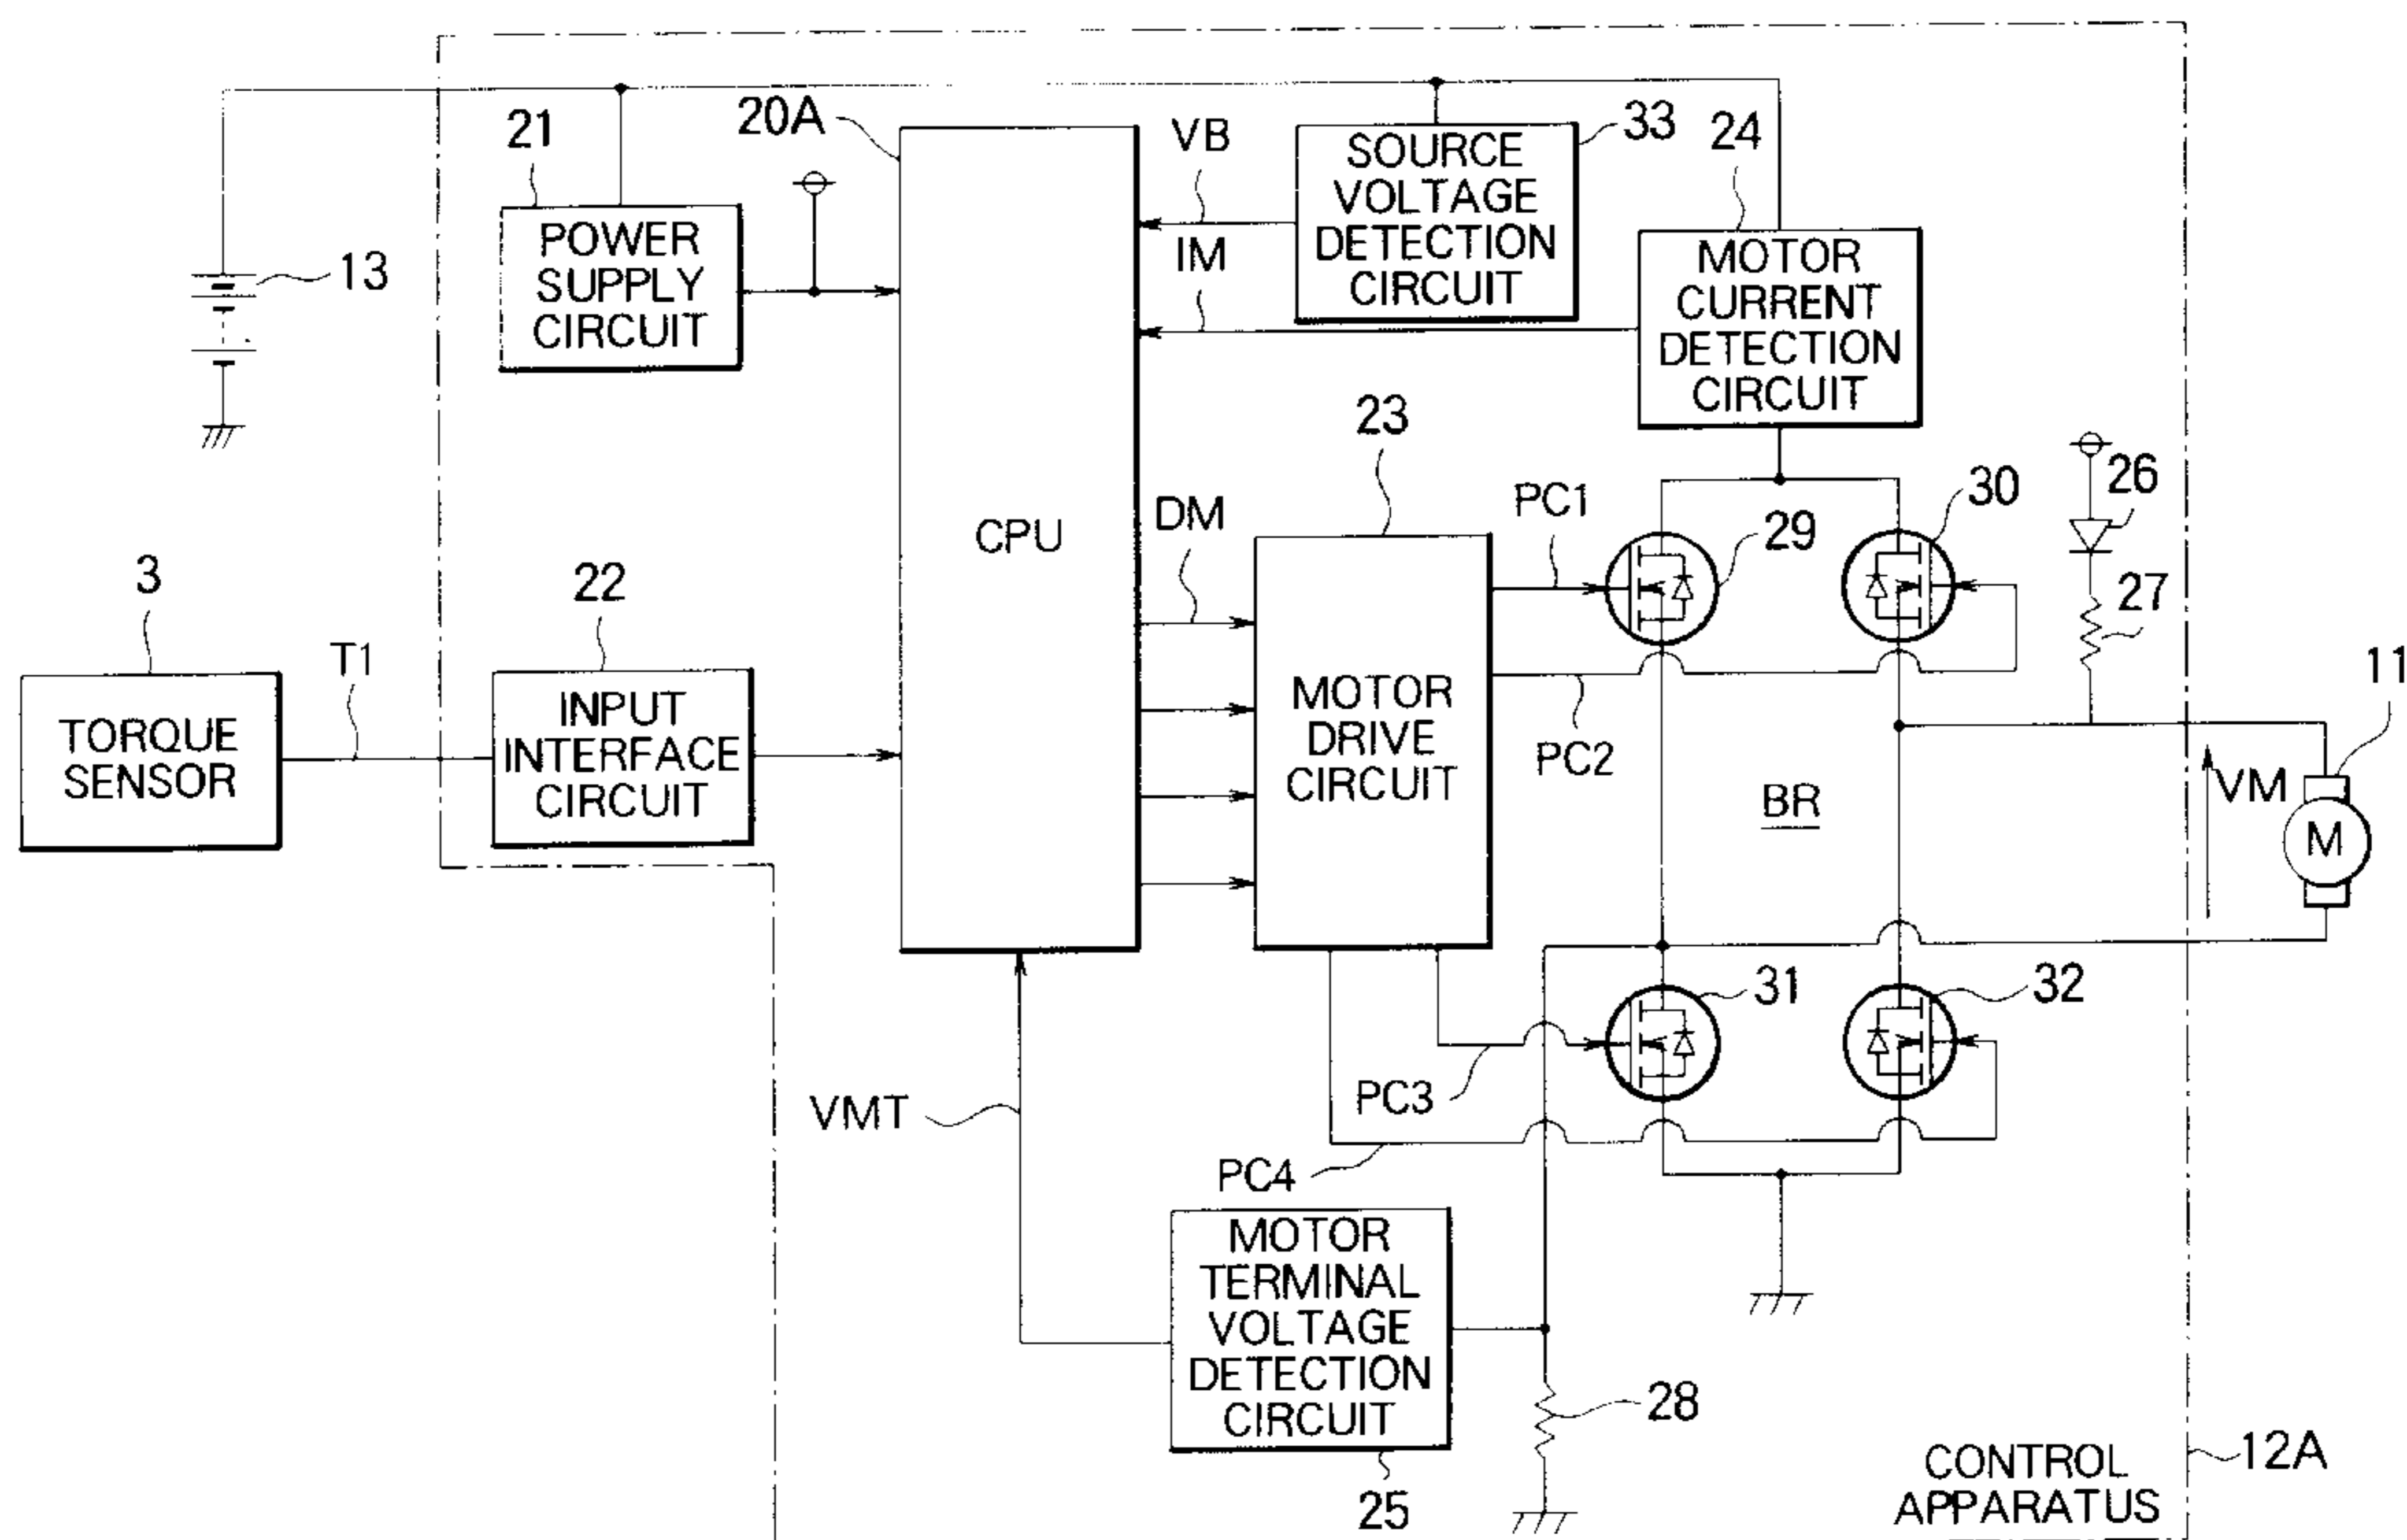 21
20A
VB
SOURCE
VOLTAGE
DETECTION
CIRCUIT
33
24
13
POWER
SUPPLY
CIRCUIT
IM
MOTOR
CURRENT
DETECTION
CIRCUIT
CPU
DM
23
PC1
29
30
26
27
3
T1
22
TORQUE
SENSOR
INPUT
INTERFACE
CIRCUIT
MOTOR
DRIVE
CIRCUIT
PC2
BR
VM
11
M
31
32
VMT
PC3
PC4
MOTOR
TERMINAL
VOLTAGE
DETECTION
CIRCUIT
25
28
CONTROL
APPARATUS
12A